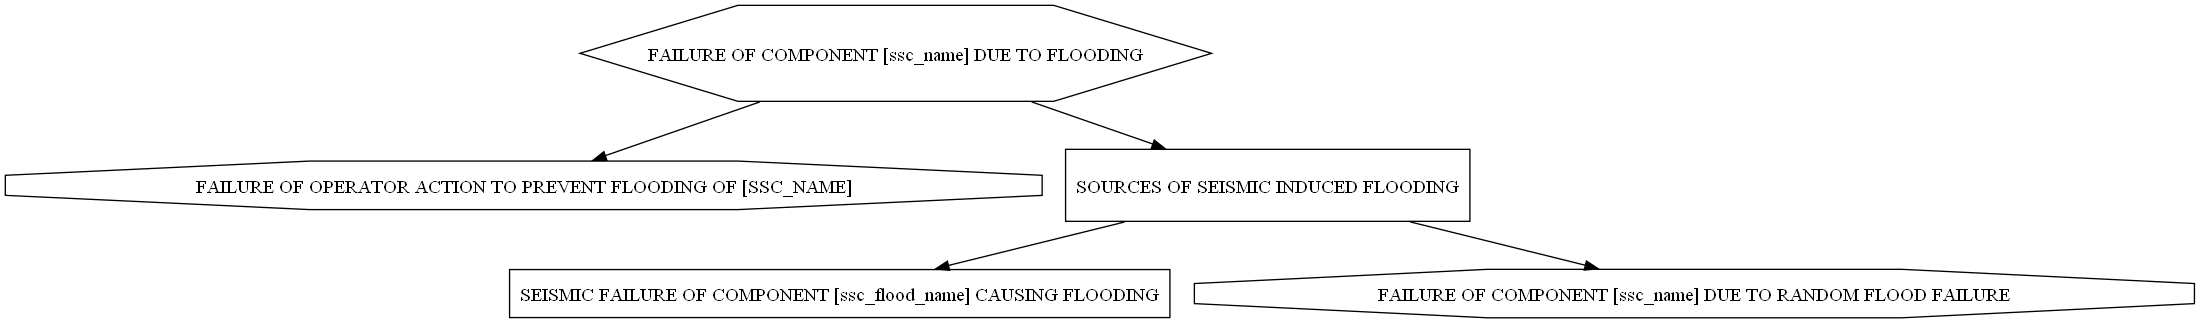 FAILURE OF COMPONENT [ssc_name] DUE TO FLOODING
FAILURE OF OPERATOR ACTION TO PREVENT FLOODING OF [SSC_NAME]
SOURCES OF SEISMIC INDUCED FLOODING
SEISMIC FAILURE OF COMPONENT [ssc_flood_name] CAUSING FLOODING
FAILURE OF COMPONENT [ssc_name] DUE TO RANDOM FLOOD FAILURE